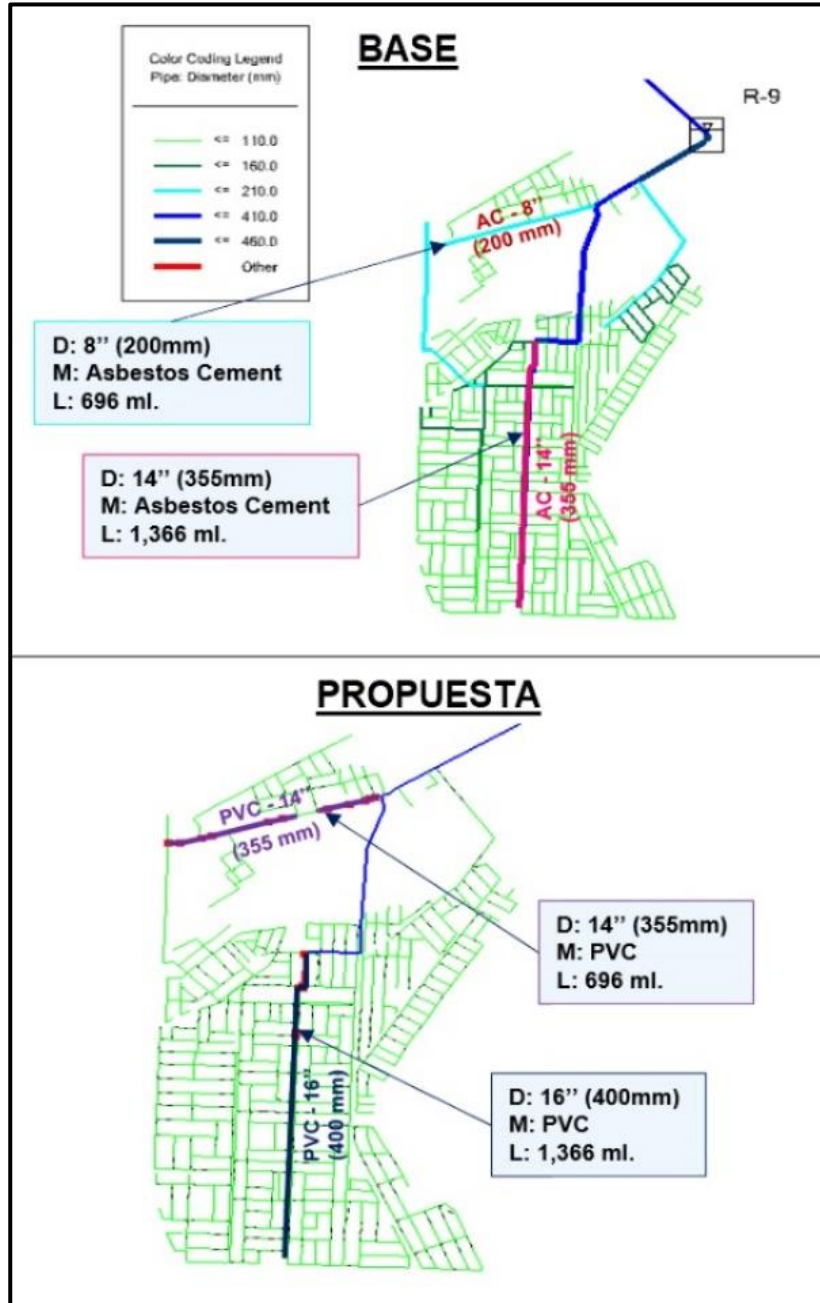 BASE
Color Coding Legend
Pipe: Diameter (mm)
<= 110.0
<= 160.0
<= 210.0
<= 410.0
<= 460.0
Other
R-9
AC - 8’’
(200 mm)
D: 8’’ (200mm)
M: Asbestos Cement
L: 696 ml.
D: 14’’ (355mm)
M: Asbestos Cement
L: 1,366 ml.
AC - 14’’
(355 mm)
PROPUESTA
PVC - 14’’
(355 mm)
D: 14’’ (355mm)
M: PVC
L: 696 ml.
PVC - 16’’
(400 mm)
D: 16’’ (400mm)
M: PVC
L: 1,366 ml.